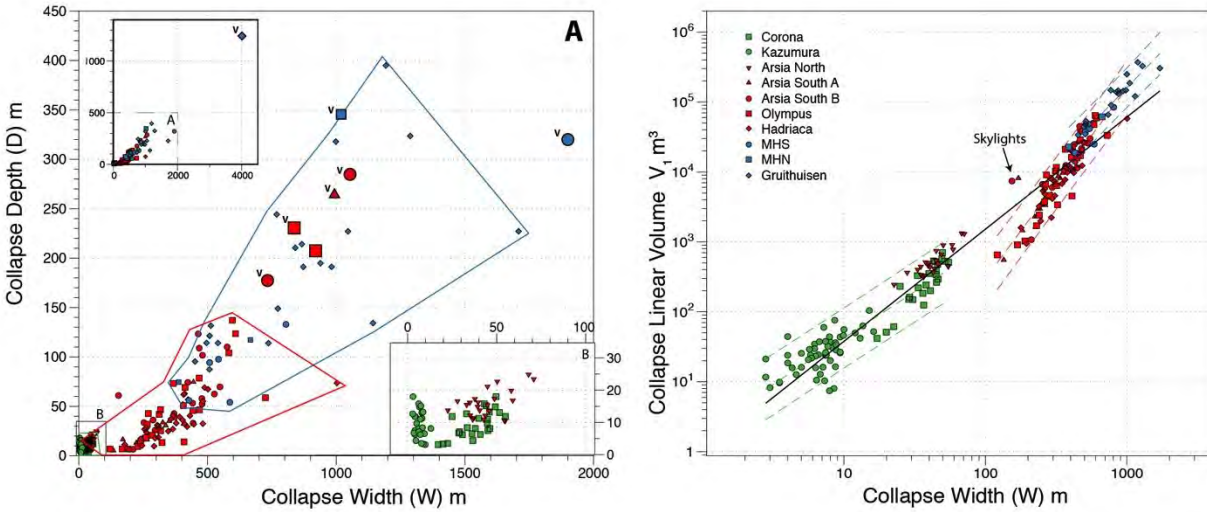 A
450
400
350
300
250
200
150
100
50
0
Collapse Depth (D) m
0
500
1000
1500
2000
Collapse Width (W) m
1000
500
0
0
2000
4000
v
A
v
v
v
v
v
B
0
50
100
B
30
20
10
0
10⁶
10⁵
10⁴
10³
10²
10¹
1
Collapse Linear Volume V₁m³
10
100
1000
Collapse Width (W) m
Corona
Kazumura
Arsia North
Arsia South A
Arsia South B
Olympus
Hadriaca
MHS
MHN
Gruithuisen
Skylights